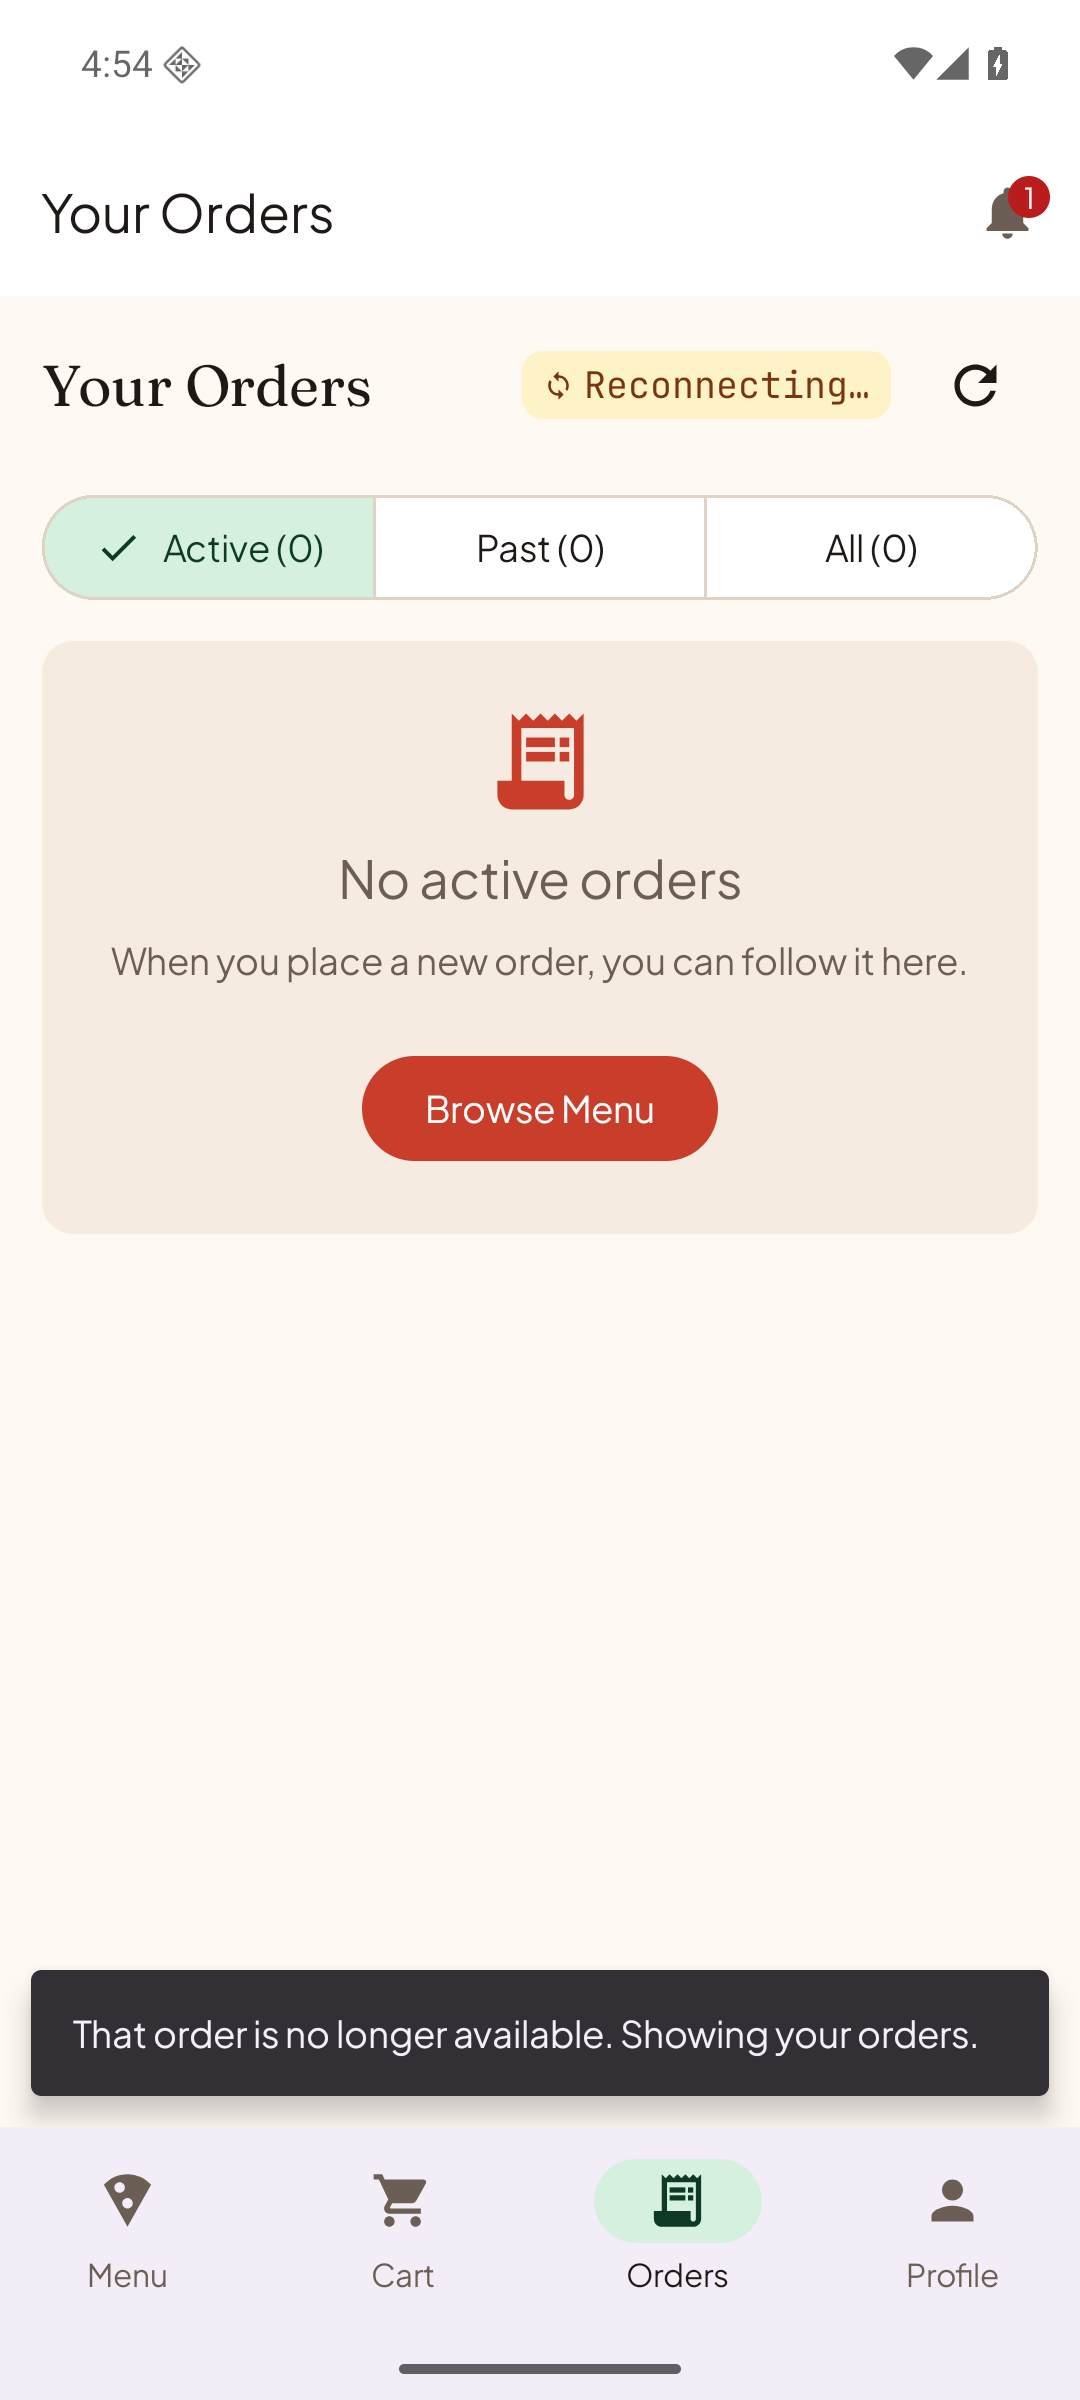 4:54
Your Orders
1
Your Orders
Reconnecting…
Active (0)
Past (0)
All (0)
No active orders
When you place a new order, you can follow it here.
Browse Menu
That order is no longer available. Showing your orders.
Menu
Cart
Orders
Profile